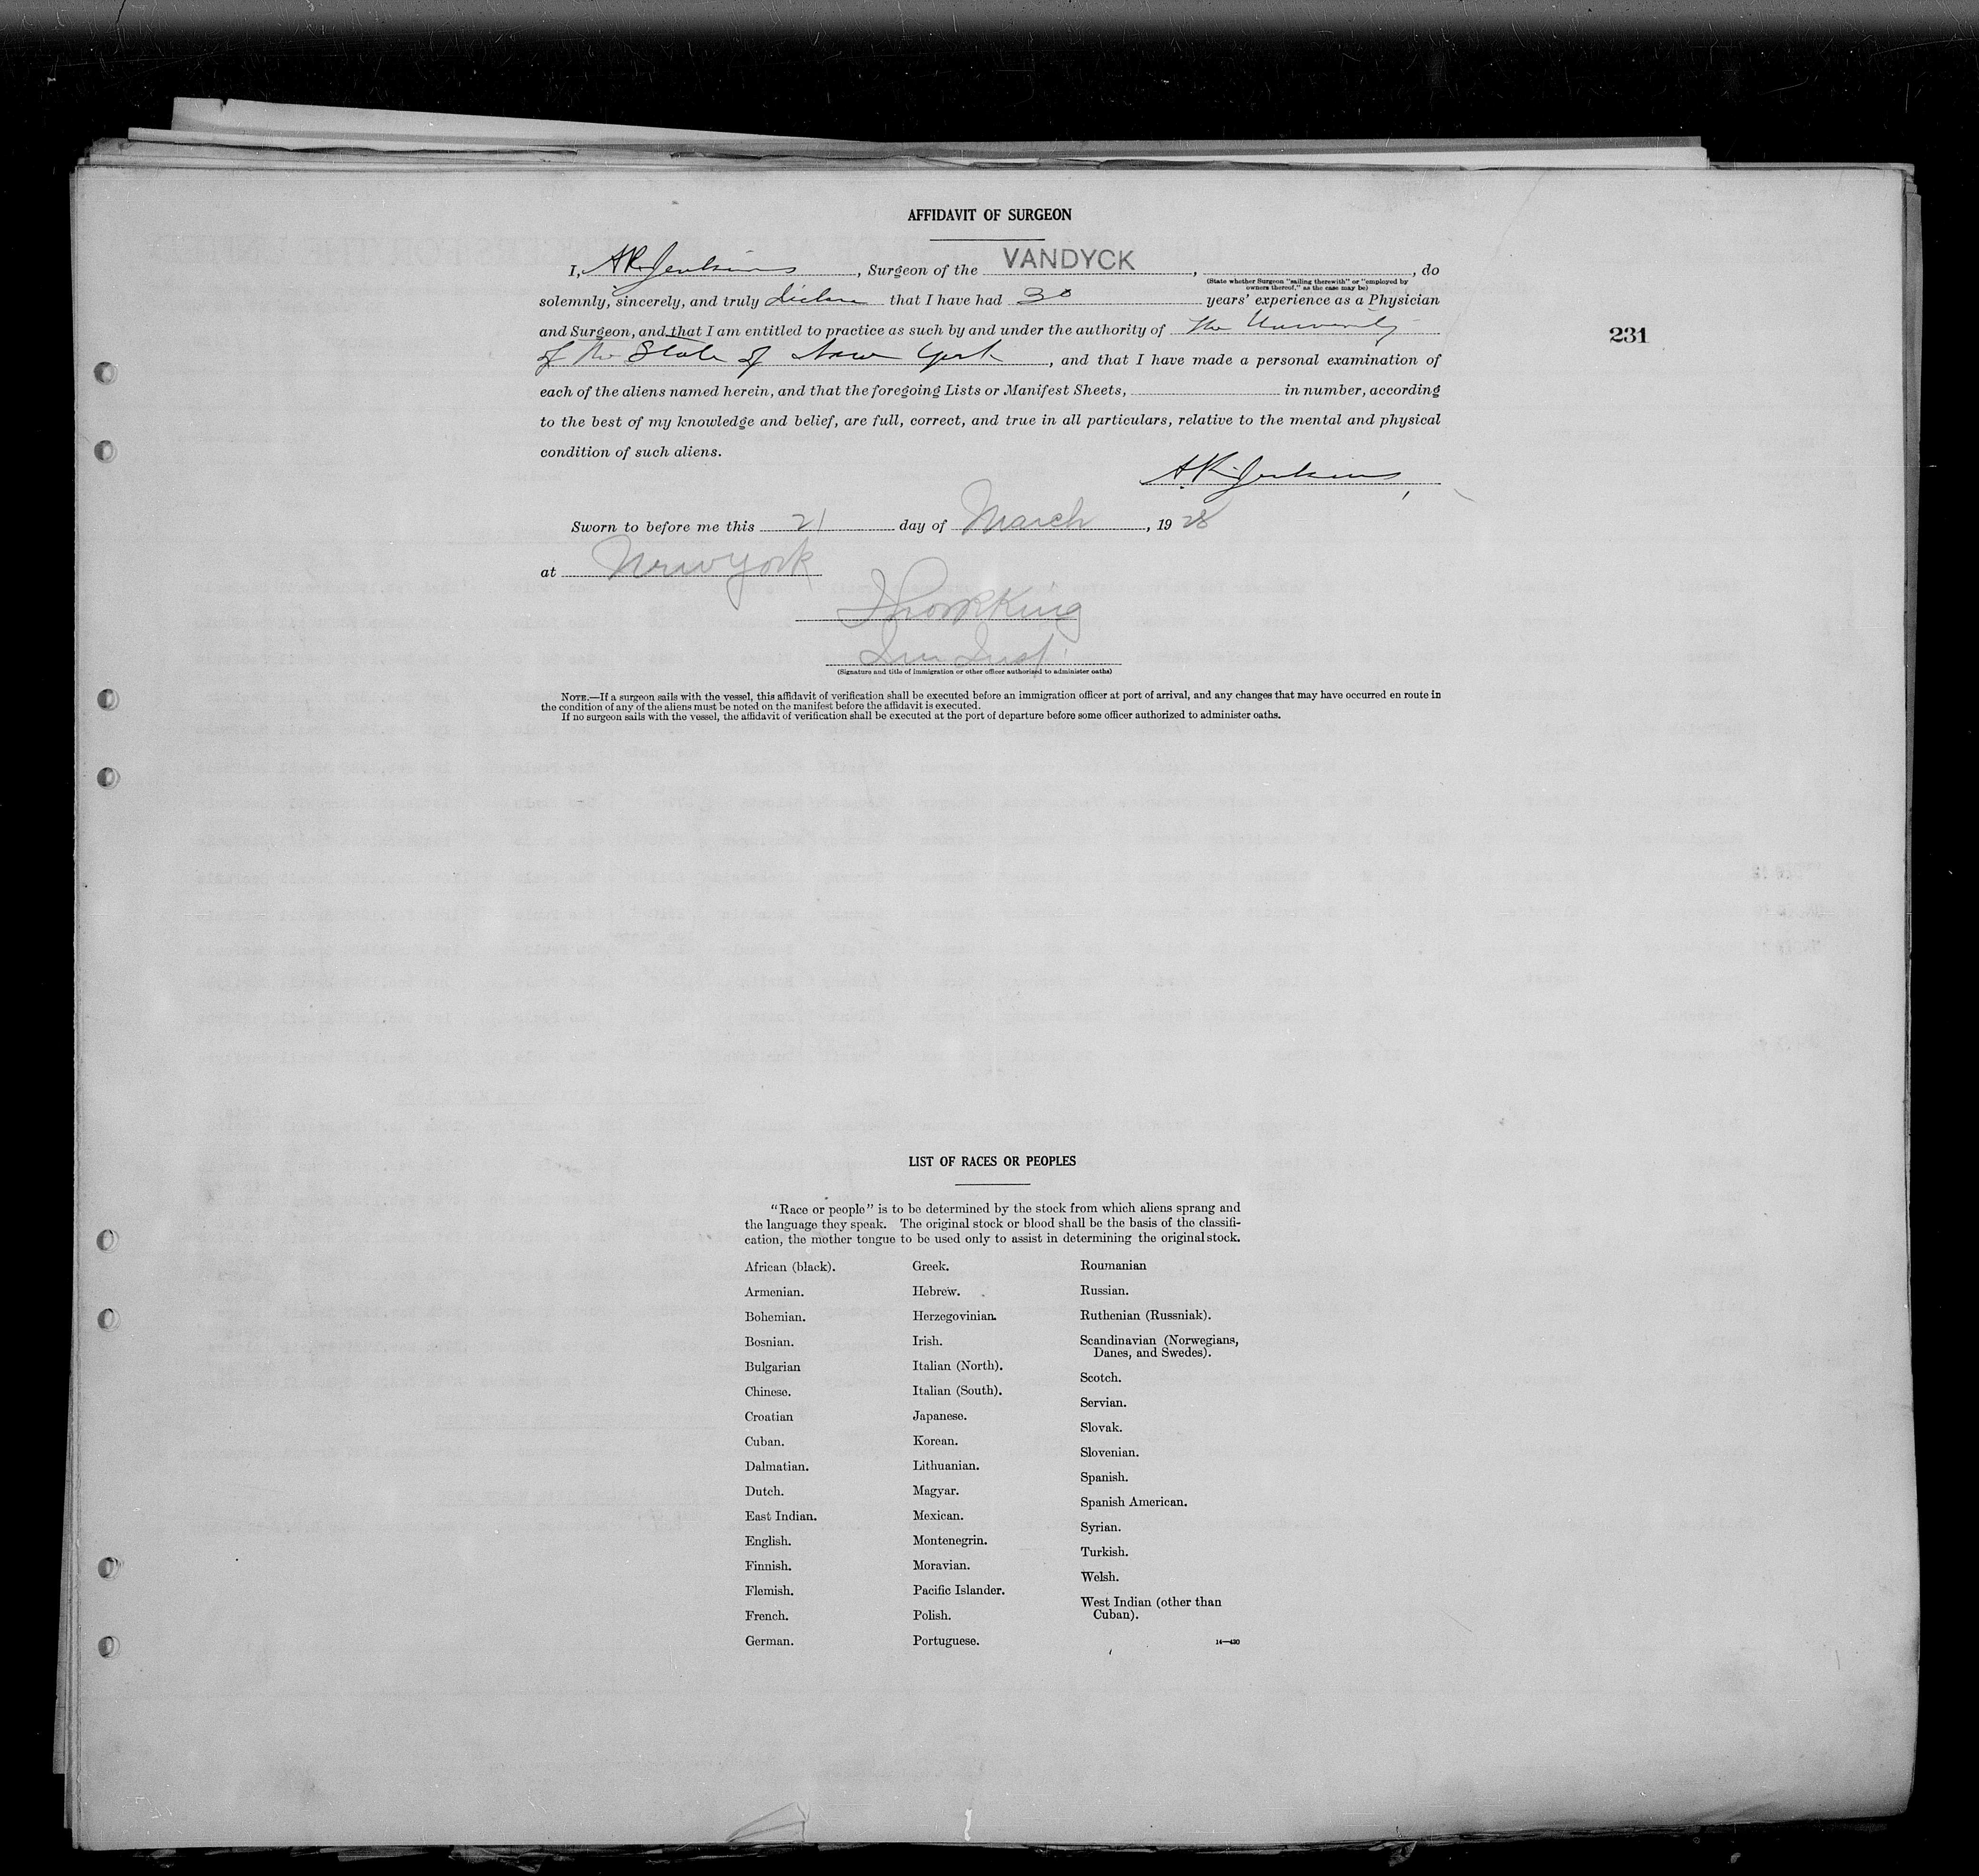 AFFIDAVIT OF SURGEON
I, A.R. Jenkins, Surgeon of the VANDYCK, , do
(State whether Surgeon "sailing therewith" or "employed by
owners thereof," as the case may be)
solemnly, sincerely, and truly declare that I have had 30 years' experience as a Physician
and Surgeon, and that I am entitled to practice as such by and under the authority of the University
231
of the State of New York, and that I have made a personal examination of
each of the aliens named herein, and that the foregoing Lists or Manifest Sheets, in number, according
to the best of my knowledge and belief, are full, correct, and true in all particulars, relative to the mental and physical
condition of such aliens.
A.R. Jenkins
Sworn to before me this 21 day of March, 1928
at New York
King
Imm Inst
(Signature and title of immigration or other officer authorized to administer oaths)
NOTE.—If a surgeon sails with the vessel, this affidavit of verification shall be executed before an immigration officer at port of arrival, and any changes that may have occurred en route in
the condition of any of the aliens must be noted on the manifest before the affidavit is executed.
If no surgeon sails with the vessel, the affidavit of verification shall be executed at the port of departure before some officer authorized to administer oaths.
LIST OF RACES OR PEOPLES
"Race or people" is to be determined by the stock from which aliens sprang and
the language they speak. The original stock or blood shall be the basis of the classifi-
cation, the mother tongue to be used only to assist in determining the original stock.
African (black).
Armenian.
Bohemian.
Bosnian.
Bulgarian
Chinese.
Croatian
Cuban.
Dalmatian.
Dutch.
East Indian.
English.
Finnish.
Flemish.
French.
German.
Greek.
Hebrew.
Herzegovinian.
Irish.
Italian (North).
Italian (South).
Japanese.
Korean.
Lithuanian.
Magyar.
Mexican.
Montenegrin.
Moravian.
Pacific Islander.
Polish.
Portuguese.
Roumanian
Russian.
Ruthenian (Russniak).
Scandinavian (Norwegians,
Danes, and Swedes).
Scotch.
Servian.
Slovak.
Slovenian.
Spanish.
Spanish American.
Syrian.
Turkish.
Welsh.
West Indian (other than
Cuban).
14—430